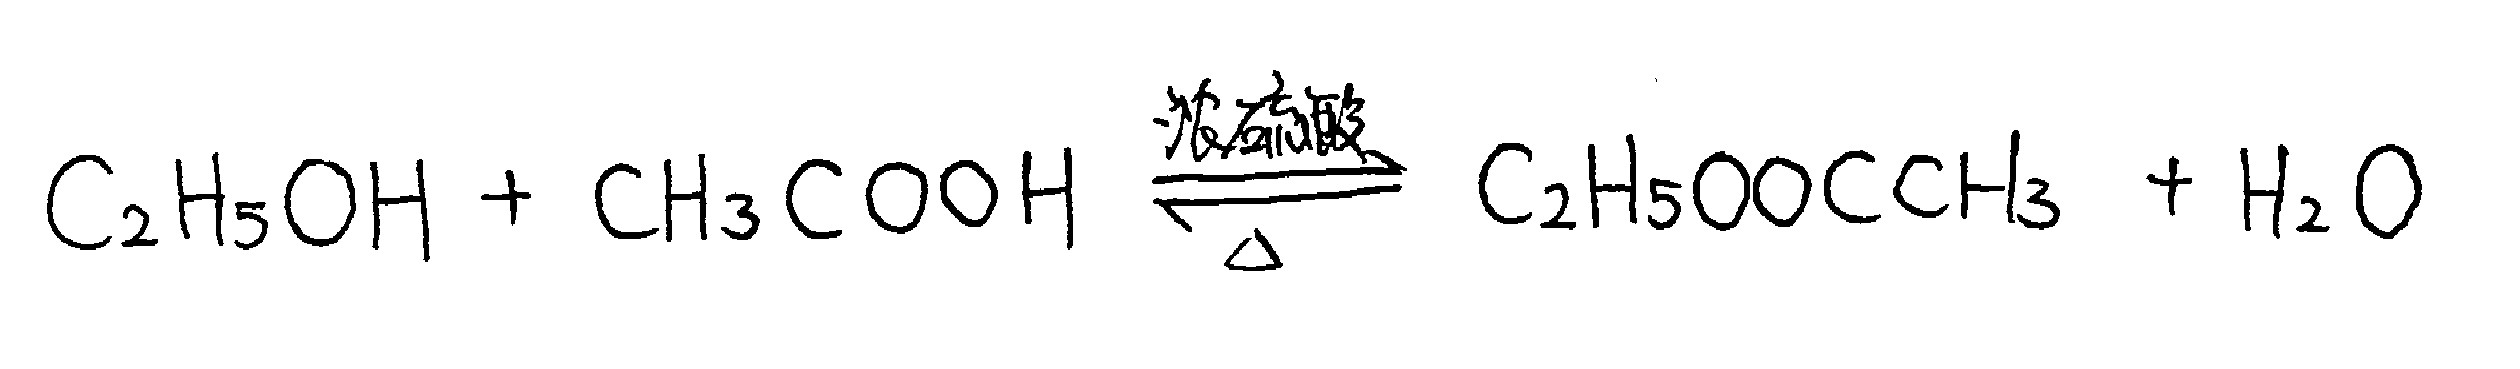 C₂H₅OH + CH₃COOH ⇌ C₂H₅OOCCH₃ + H₂O
浓硫酸
△